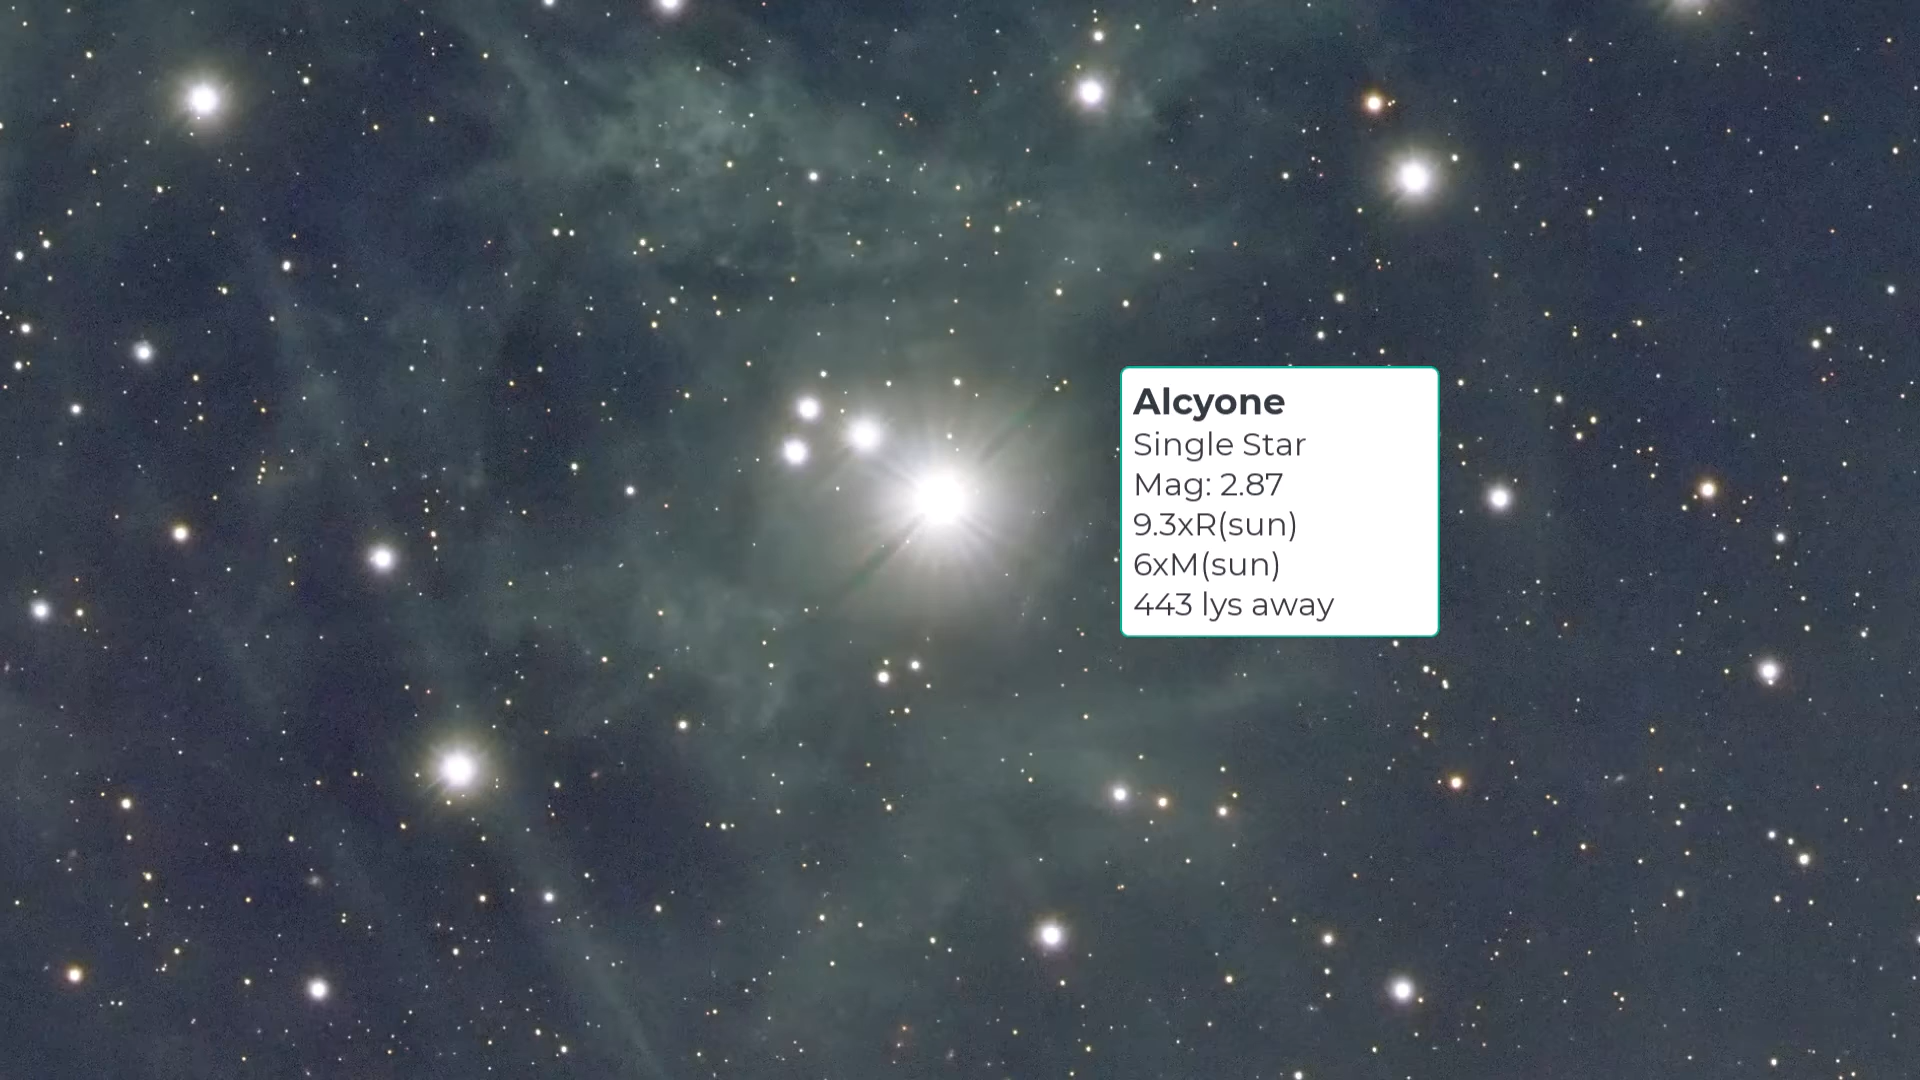 Alcyone
Single Star
Mag: 2.87
9.3xR(sun)
6xM(sun)
443 lys away